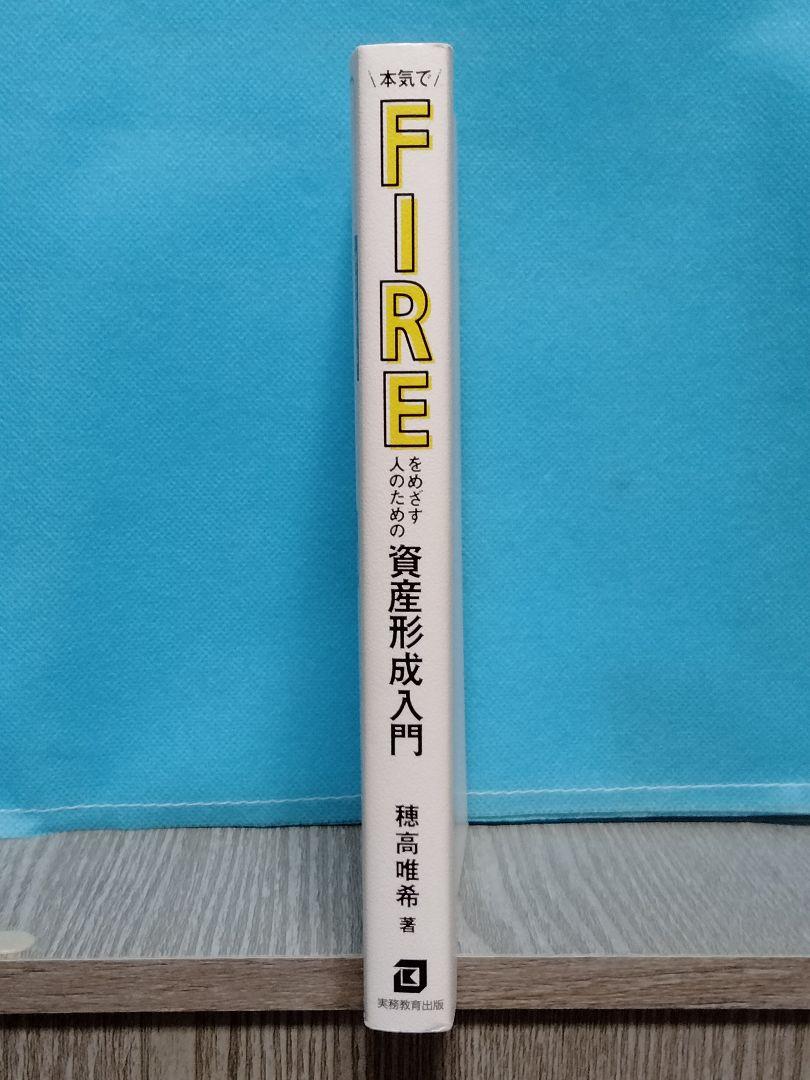 \本気で/
FIRE
をめざす
人のための
資産形成入門
穂高唯希 著
実務教育出版